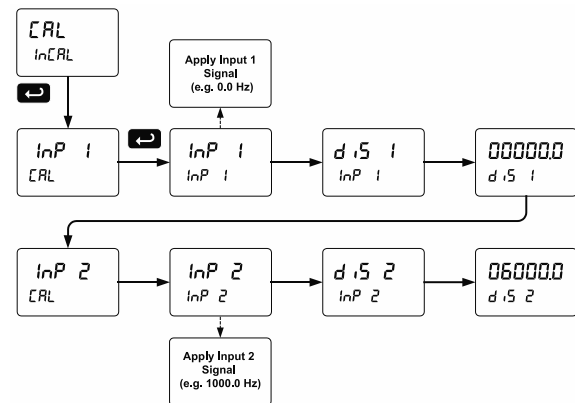 CAL
InCAL
Apply Input 1
Signal
(e.g. 0.0 Hz)
InP 1
CAL
InP 1
InP 1
diS 1
InP 1
00000.0
diS 1
InP 2
CAL
InP 2
InP 2
diS 2
InP 2
06000.0
diS 2
Apply Input 2
Signal
(e.g. 1000.0 Hz)